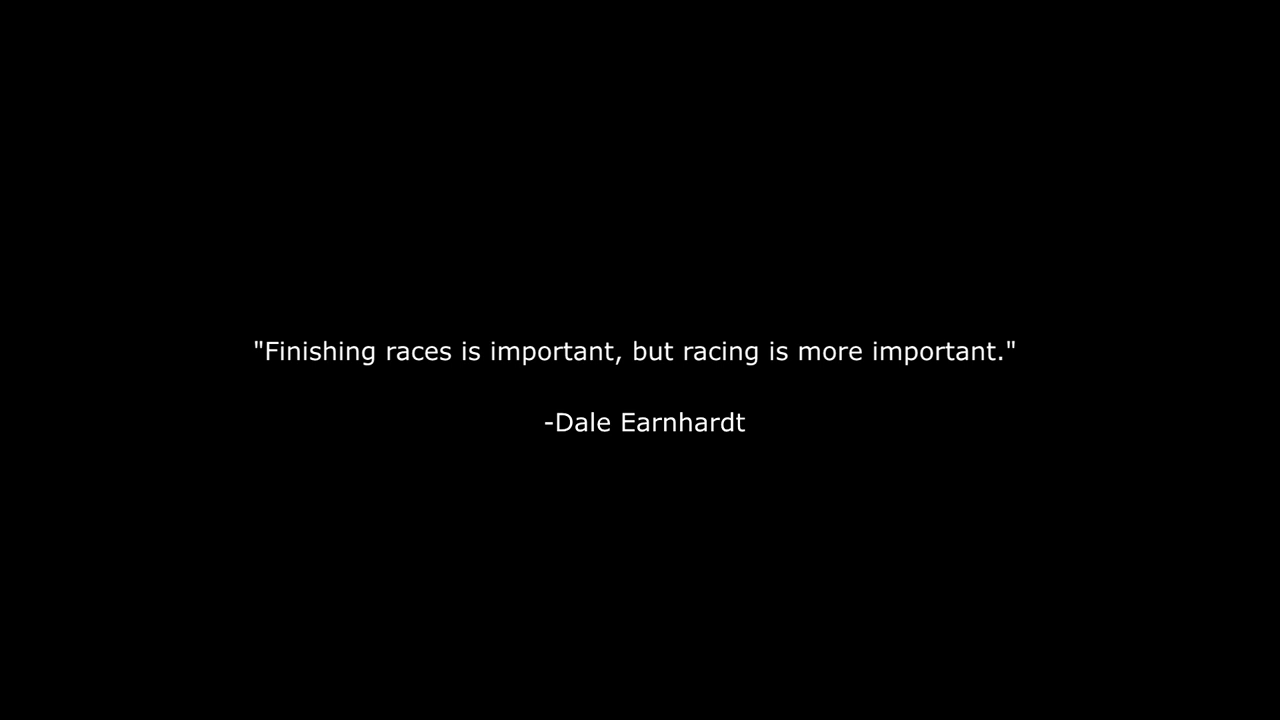 "Finishing races is important, but racing is more important."
-Dale Earnhardt